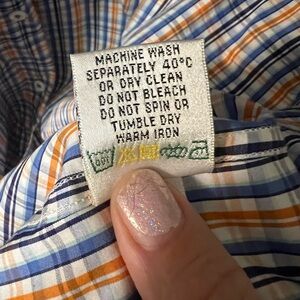 MACHINE WASH
SEPARATELY 40°C
OR DRY CLEAN
DO NOT BLEACH
DO NOT SPIN OR
TUMBLE DRY
WARM IRON